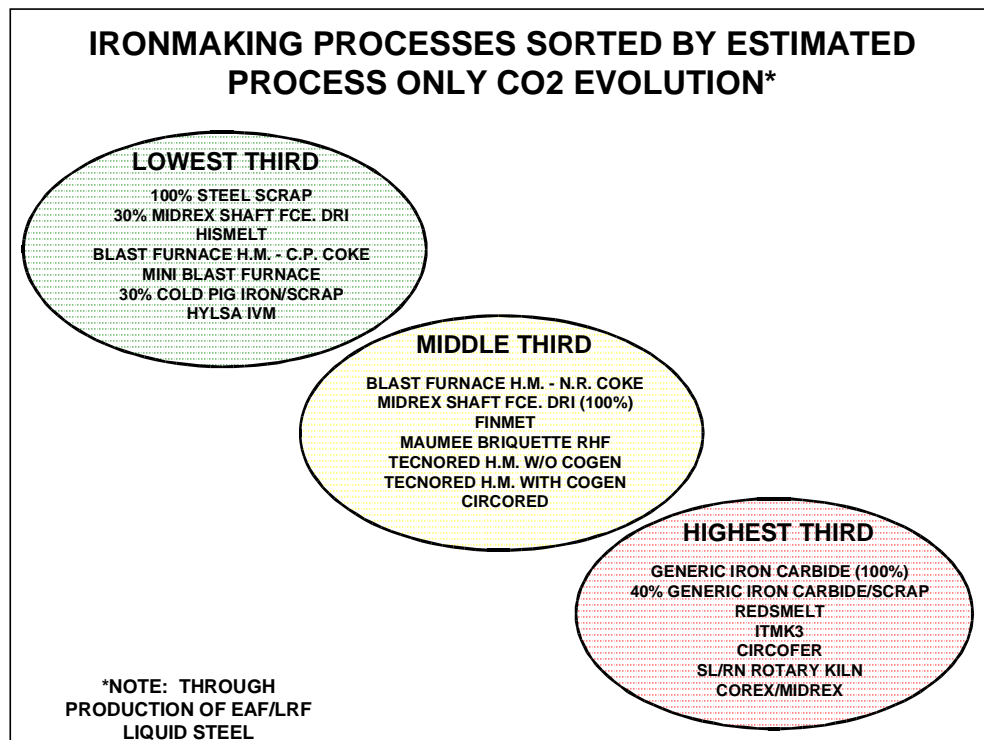 IRONMAKING PROCESSES SORTED BY ESTIMATED
PROCESS ONLY CO2 EVOLUTION*
LOWEST THIRD
100% STEEL SCRAP
30% MIDREX SHAFT FCE. DRI
HISMELT
BLAST FURNACE H.M. - C.P. COKE
MINI BLAST FURNACE
30% COLD PIG IRON/SCRAP
HYLSA IVM
MIDDLE THIRD
BLAST FURNACE H.M. - N.R. COKE
MIDREX SHAFT FCE. DRI (100%)
FINMET
MAUMEE BRIQUETTE RHF
TECNORED H.M. W/O COGEN
TECNORED H.M. WITH COGEN
CIRCORED
HIGHEST THIRD
GENERIC IRON CARBIDE (100%)
40% GENERIC IRON CARBIDE/SCRAP
REDSMELT
ITMK3
CIRCOFER
SL/RN ROTARY KILN
COREX/MIDREX
*NOTE: THROUGH
PRODUCTION OF EAF/LRF
LIQUID STEEL